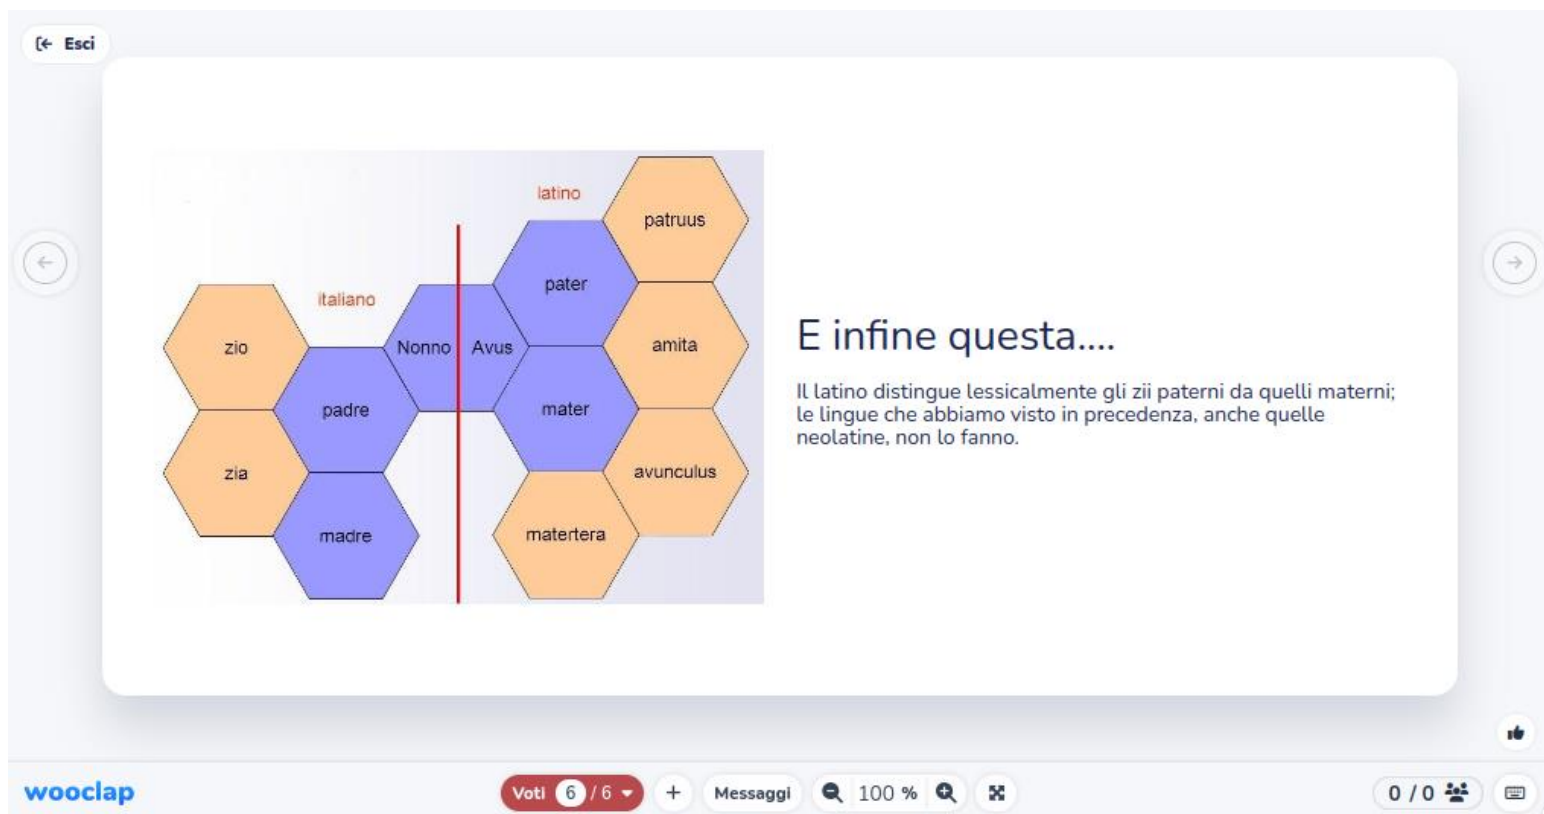 Esci
latino
patruus
pater
italiano
zio
Nonno
Avus
amita
padre
mater
zia
avunculus
madre
matertera
E infine questa....
Il latino distingue lessicalmente gli zii paterni da quelli materni;
le lingue che abbiamo visto in precedenza, anche quelle
neolatine, non lo fanno.
wooclap
Voti 6 / 6
+
Messaggi
100 %
0 / 0